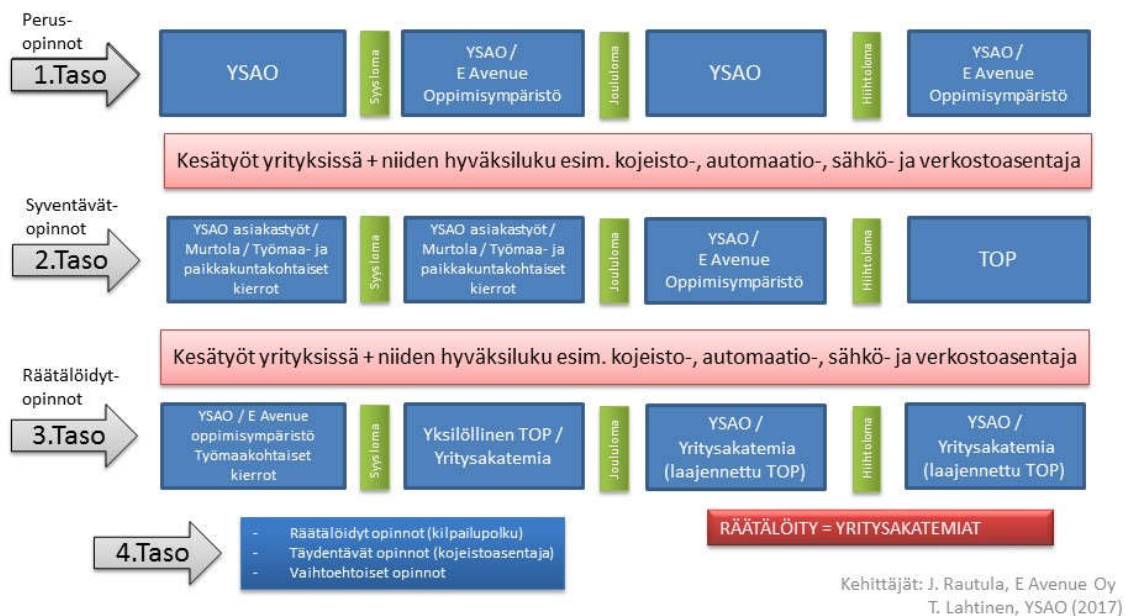 Perus-
opinnot
1.Taso
YSAO
Syysloma
YSAO /
E Avenue
Oppimisympäristö
Joululoma
YSAO
Hiihtoloma
YSAO /
E Avenue
Oppimisympäristö
Kesätyöt yrityksissä + niiden hyväksiluku esim. kojeisto-, automaatio-, sähkö- ja verkostoasentaja
Syventävät-
opinnot
2.Taso
YSAO asiakastyöt /
Murtola / Työmaa- ja
paikkakuntakohtaiset
kierrot
Syysloma
YSAO asiakastyöt /
Murtola / Työmaa- ja
paikkakuntakohtaiset
kierrot
Joululoma
YSAO /
E Avenue
Oppimisympäristö
Hiihtoloma
TOP
Kesätyöt yrityksissä + niiden hyväksiluku esim. kojeisto-, automaatio-, sähkö- ja verkostoasentaja
Räätälöidyt-
opinnot
3.Taso
YSAO / E Avenue
oppimisympäristö
Työmaakohtaiset
kierrot
Syysloma
Yksilöllinen TOP /
Yritysakatemia
Joululoma
YSAO /
Yritysakatemia
(laajennettu TOP)
Hiihtoloma
YSAO /
Yritysakatemia
(laajennettu TOP)
4.Taso
- Räätälöidyt opinnot (kilpailupolku)
- Täydentävät opinnot (kojeistoasentaja)
- Vaihtoehtoiset opinnot
RÄÄTÄLÖITY = YRITYSAKATEMIAT
Kehittäjät: J. Rautula, E Avenue Oy
T. Lahtinen, YSAO (2017)